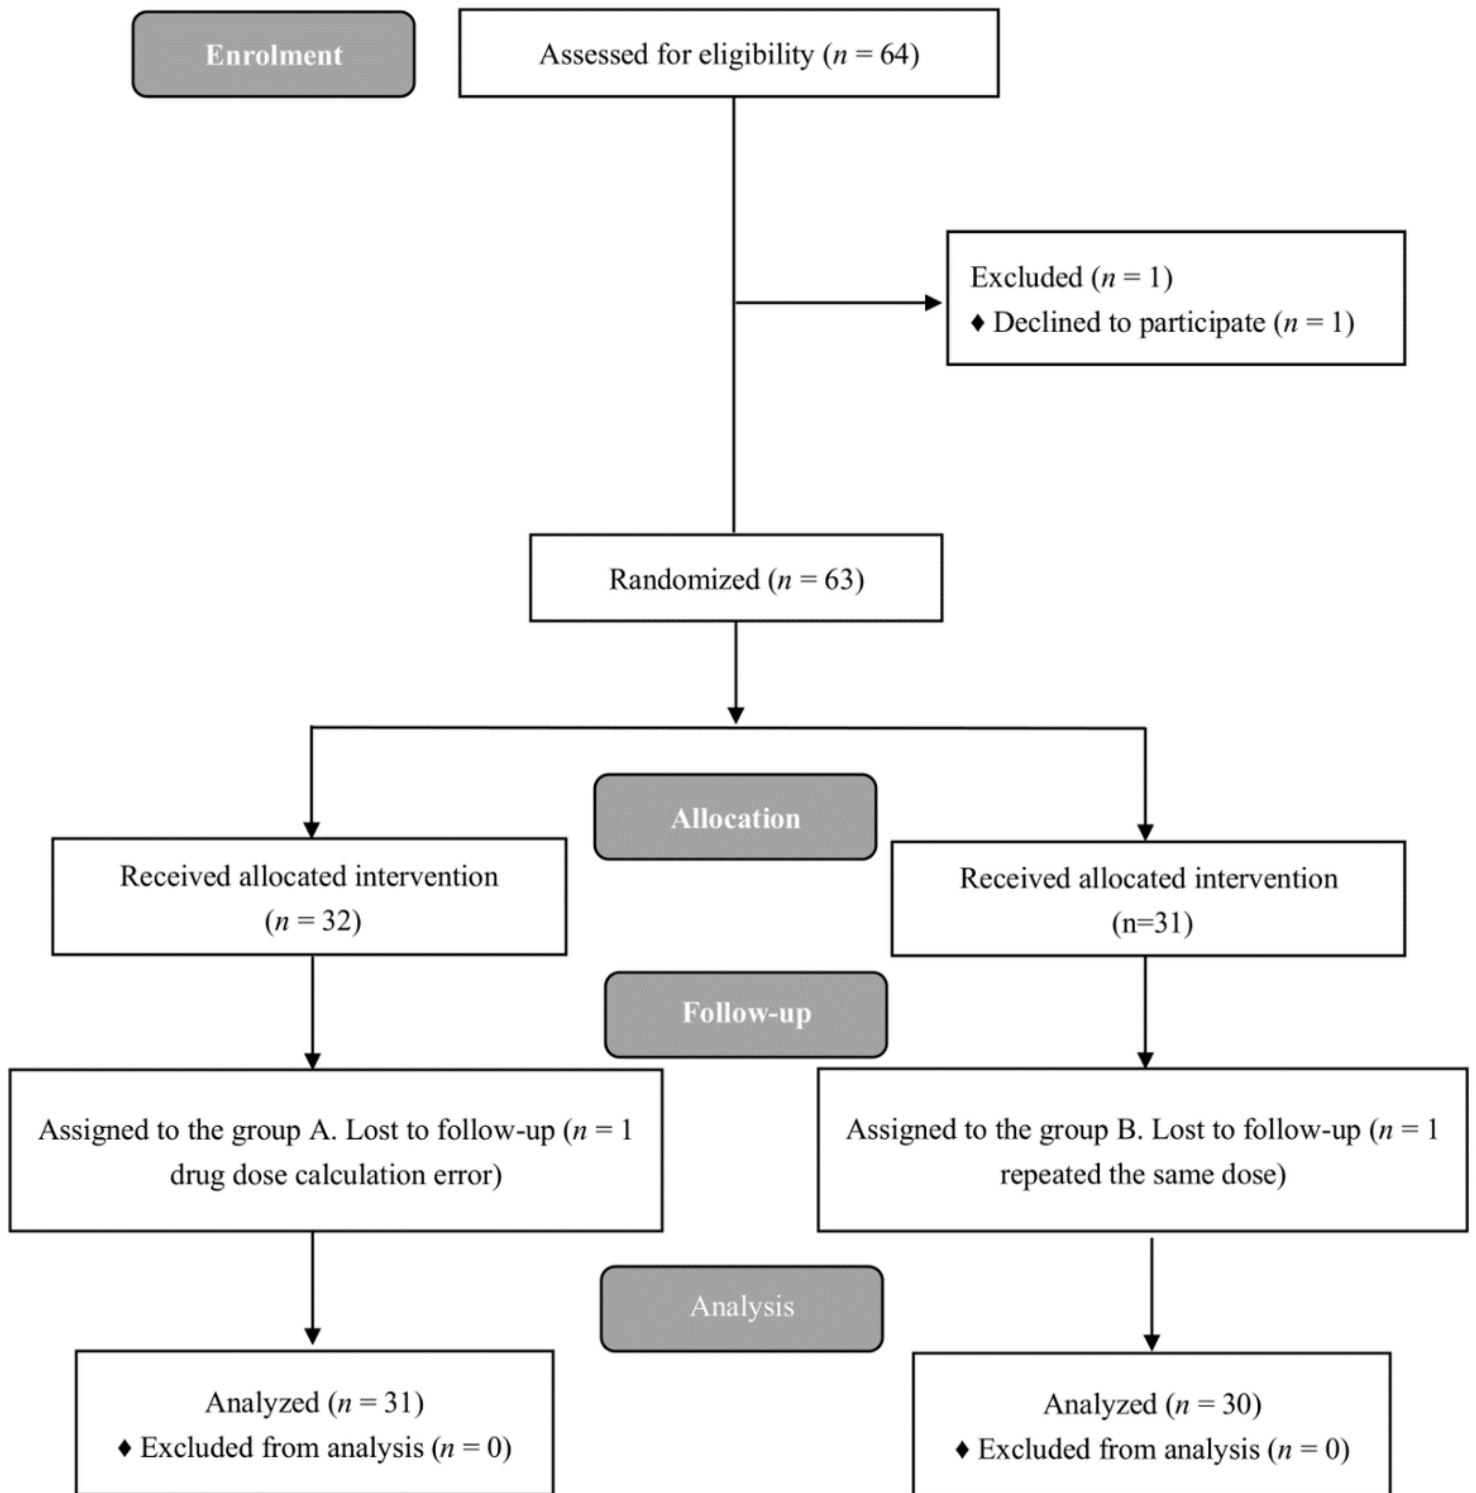 Enrolment
Assessed for eligibility (n = 64)
Excluded (n = 1)
♦ Declined to participate (n = 1)
Randomized (n = 63)
Allocation
Received allocated intervention
(n = 32)
Received allocated intervention
(n=31)
Follow-up
Assigned to the group A. Lost to follow-up (n = 1
drug dose calculation error)
Assigned to the group B. Lost to follow-up (n = 1
repeated the same dose)
Analysis
Analyzed (n = 31)
♦ Excluded from analysis (n = 0)
Analyzed (n = 30)
♦ Excluded from analysis (n = 0)